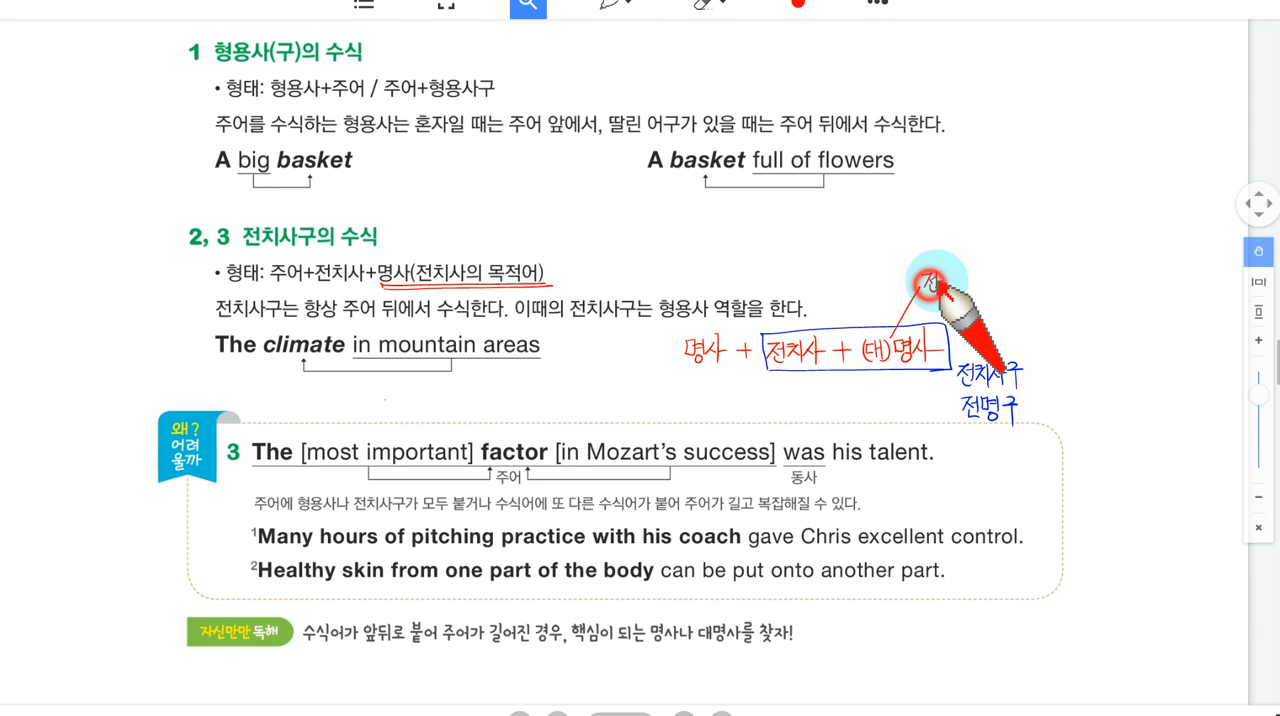 1 형용사(구)의 수식
• 형태: 형용사+주어 / 주어+형용사구
주어를 수식하는 형용사는 혼자일 때는 주어 앞에서, 딸린 어구가 있을 때는 주어 뒤에서 수식한다.
A big basket
A basket full of flowers
2, 3 전치사구의 수식
• 형태: 주어+전치사+명사(전치사의 목적어)
전치사구는 항상 주어 뒤에서 수식한다. 이때의 전치사구는 형용사 역할을 한다.
The climate in mountain areas
명사 + 전치사 + (대)명사
전치사구
전명구
왜?
어려
울까
3 The [most important] factor [in Mozart's success] was his talent.
주어
동사
주어에 형용사나 전치사구가 모두 붙거나 수식어에 또 다른 수식어가 붙어 주어가 길고 복잡해질 수 있다.
1Many hours of pitching practice with his coach gave Chris excellent control.
2Healthy skin from one part of the body can be put onto another part.
자신만만 독해 수식어가 앞뒤로 붙어 주어가 길어진 경우, 핵심이 되는 명사나 대명사를 찾자!